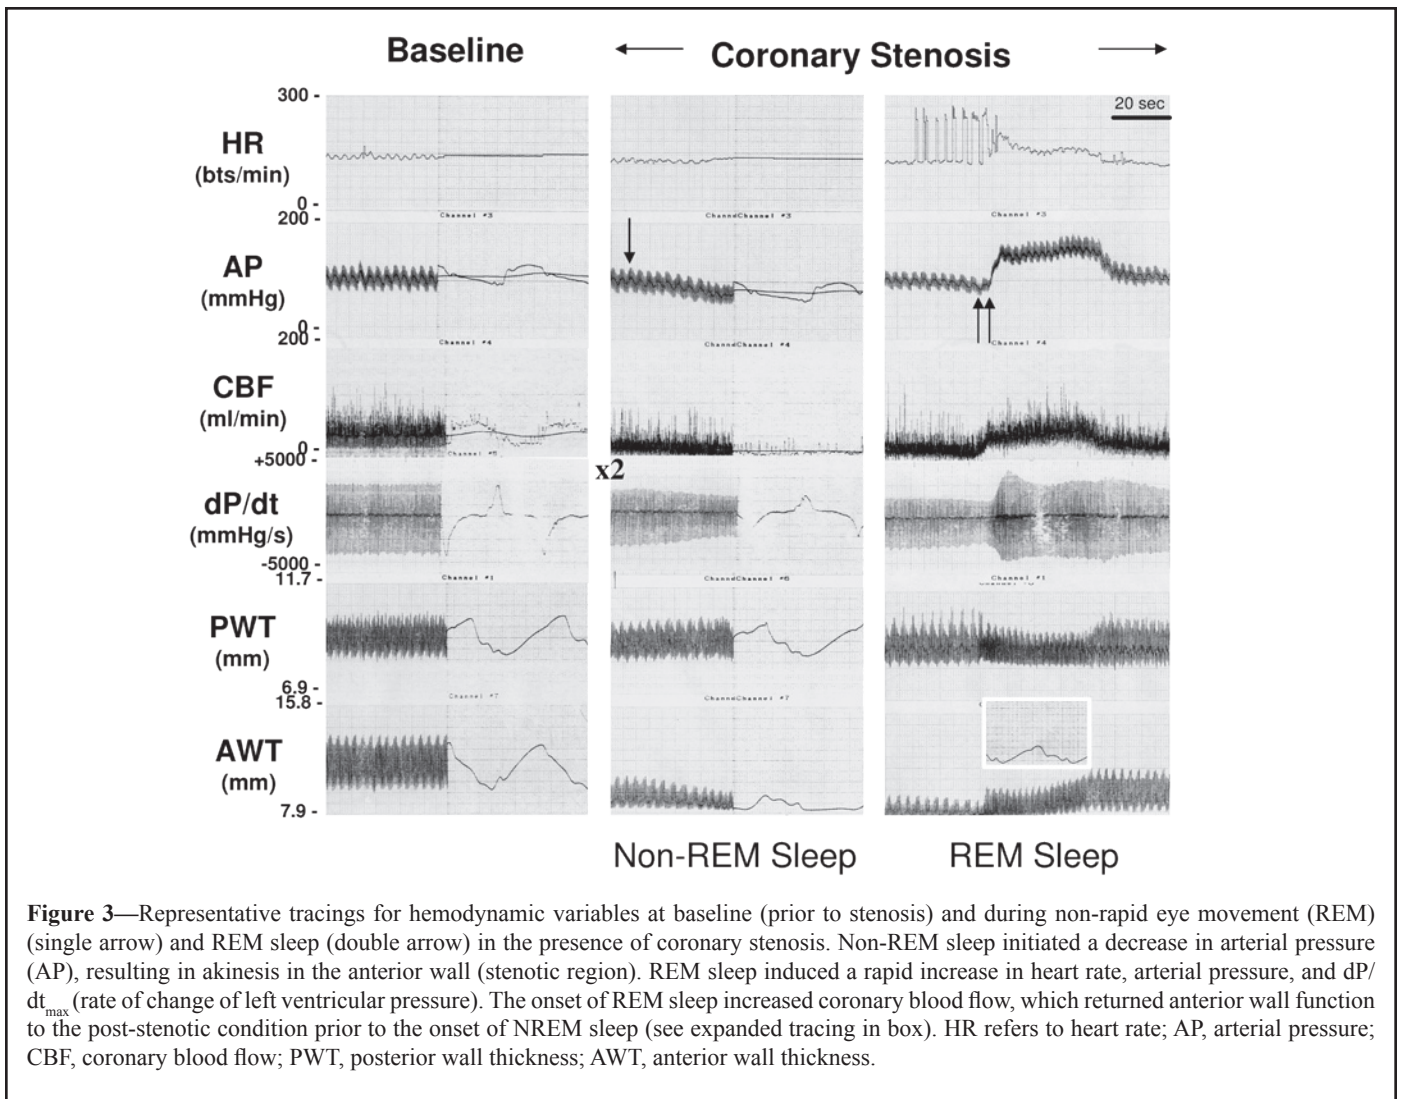 Baseline
Coronary Stenosis
300 -
20 sec
HR
(bts/min)
0 -
Channel #3
ChanneChannel #3
Channel #3
200 -
AP
(mmHg)
0 -
Channel #4
ChanneChannel #4
Channel #4
200 -
CBF
(ml/min)
0 -
Channel #5
+5000 -
x2
dP/dt
(mmHg/s)
-5000 -
Channel #1
ChanneChannel #6
Channel #1
11.7 -
PWT
(mm)
6.9 -
Channel #7
ChanneChannel #7
15.8 -
AWT
(mm)
7.9 -
Non-REM Sleep
REM Sleep
Figure 3—Representative tracings for hemodynamic variables at baseline (prior to stenosis) and during non-rapid eye movement (REM)
(single arrow) and REM sleep (double arrow) in the presence of coronary stenosis. Non-REM sleep initiated a decrease in arterial pressure
(AP), resulting in akinesis in the anterior wall (stenotic region). REM sleep induced a rapid increase in heart rate, arterial pressure, and dP/
dtmax (rate of change of left ventricular pressure). The onset of REM sleep increased coronary blood flow, which returned anterior wall function
to the post-stenotic condition prior to the onset of NREM sleep (see expanded tracing in box). HR refers to heart rate; AP, arterial pressure;
CBF, coronary blood flow; PWT, posterior wall thickness; AWT, anterior wall thickness.